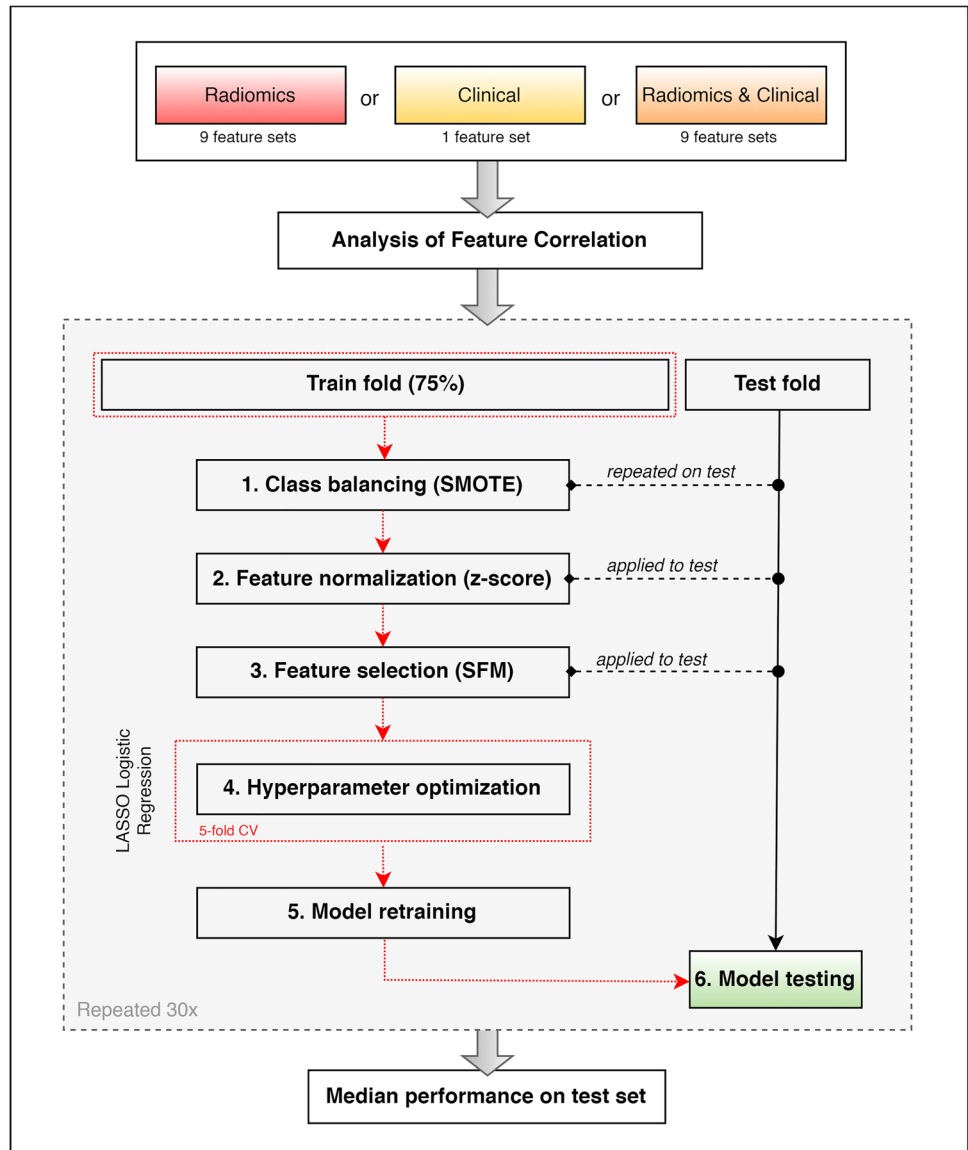 Radiomics or Clinical or Radiomics & Clinical
9 feature sets 1 feature set 9 feature sets
Analysis of Feature Correlation
Train fold (75%) Test fold
1. Class balancing (SMOTE) repeated on test
2. Feature normalization (z-score) applied to test
3. Feature selection (SFM) applied to test
LASSO Logistic
Regression
4. Hyperparameter optimization
5-fold CV
5. Model retraining
6. Model testing
Repeated 30x
Median performance on test set